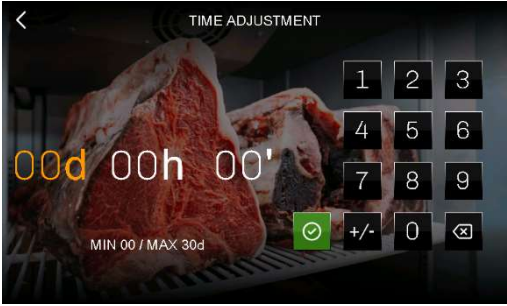 TIME ADJUSTMENT
1 2 3
4 5 6
00d 00h 00'
7 8 9
+/- 0
MIN 00 / MAX 30d